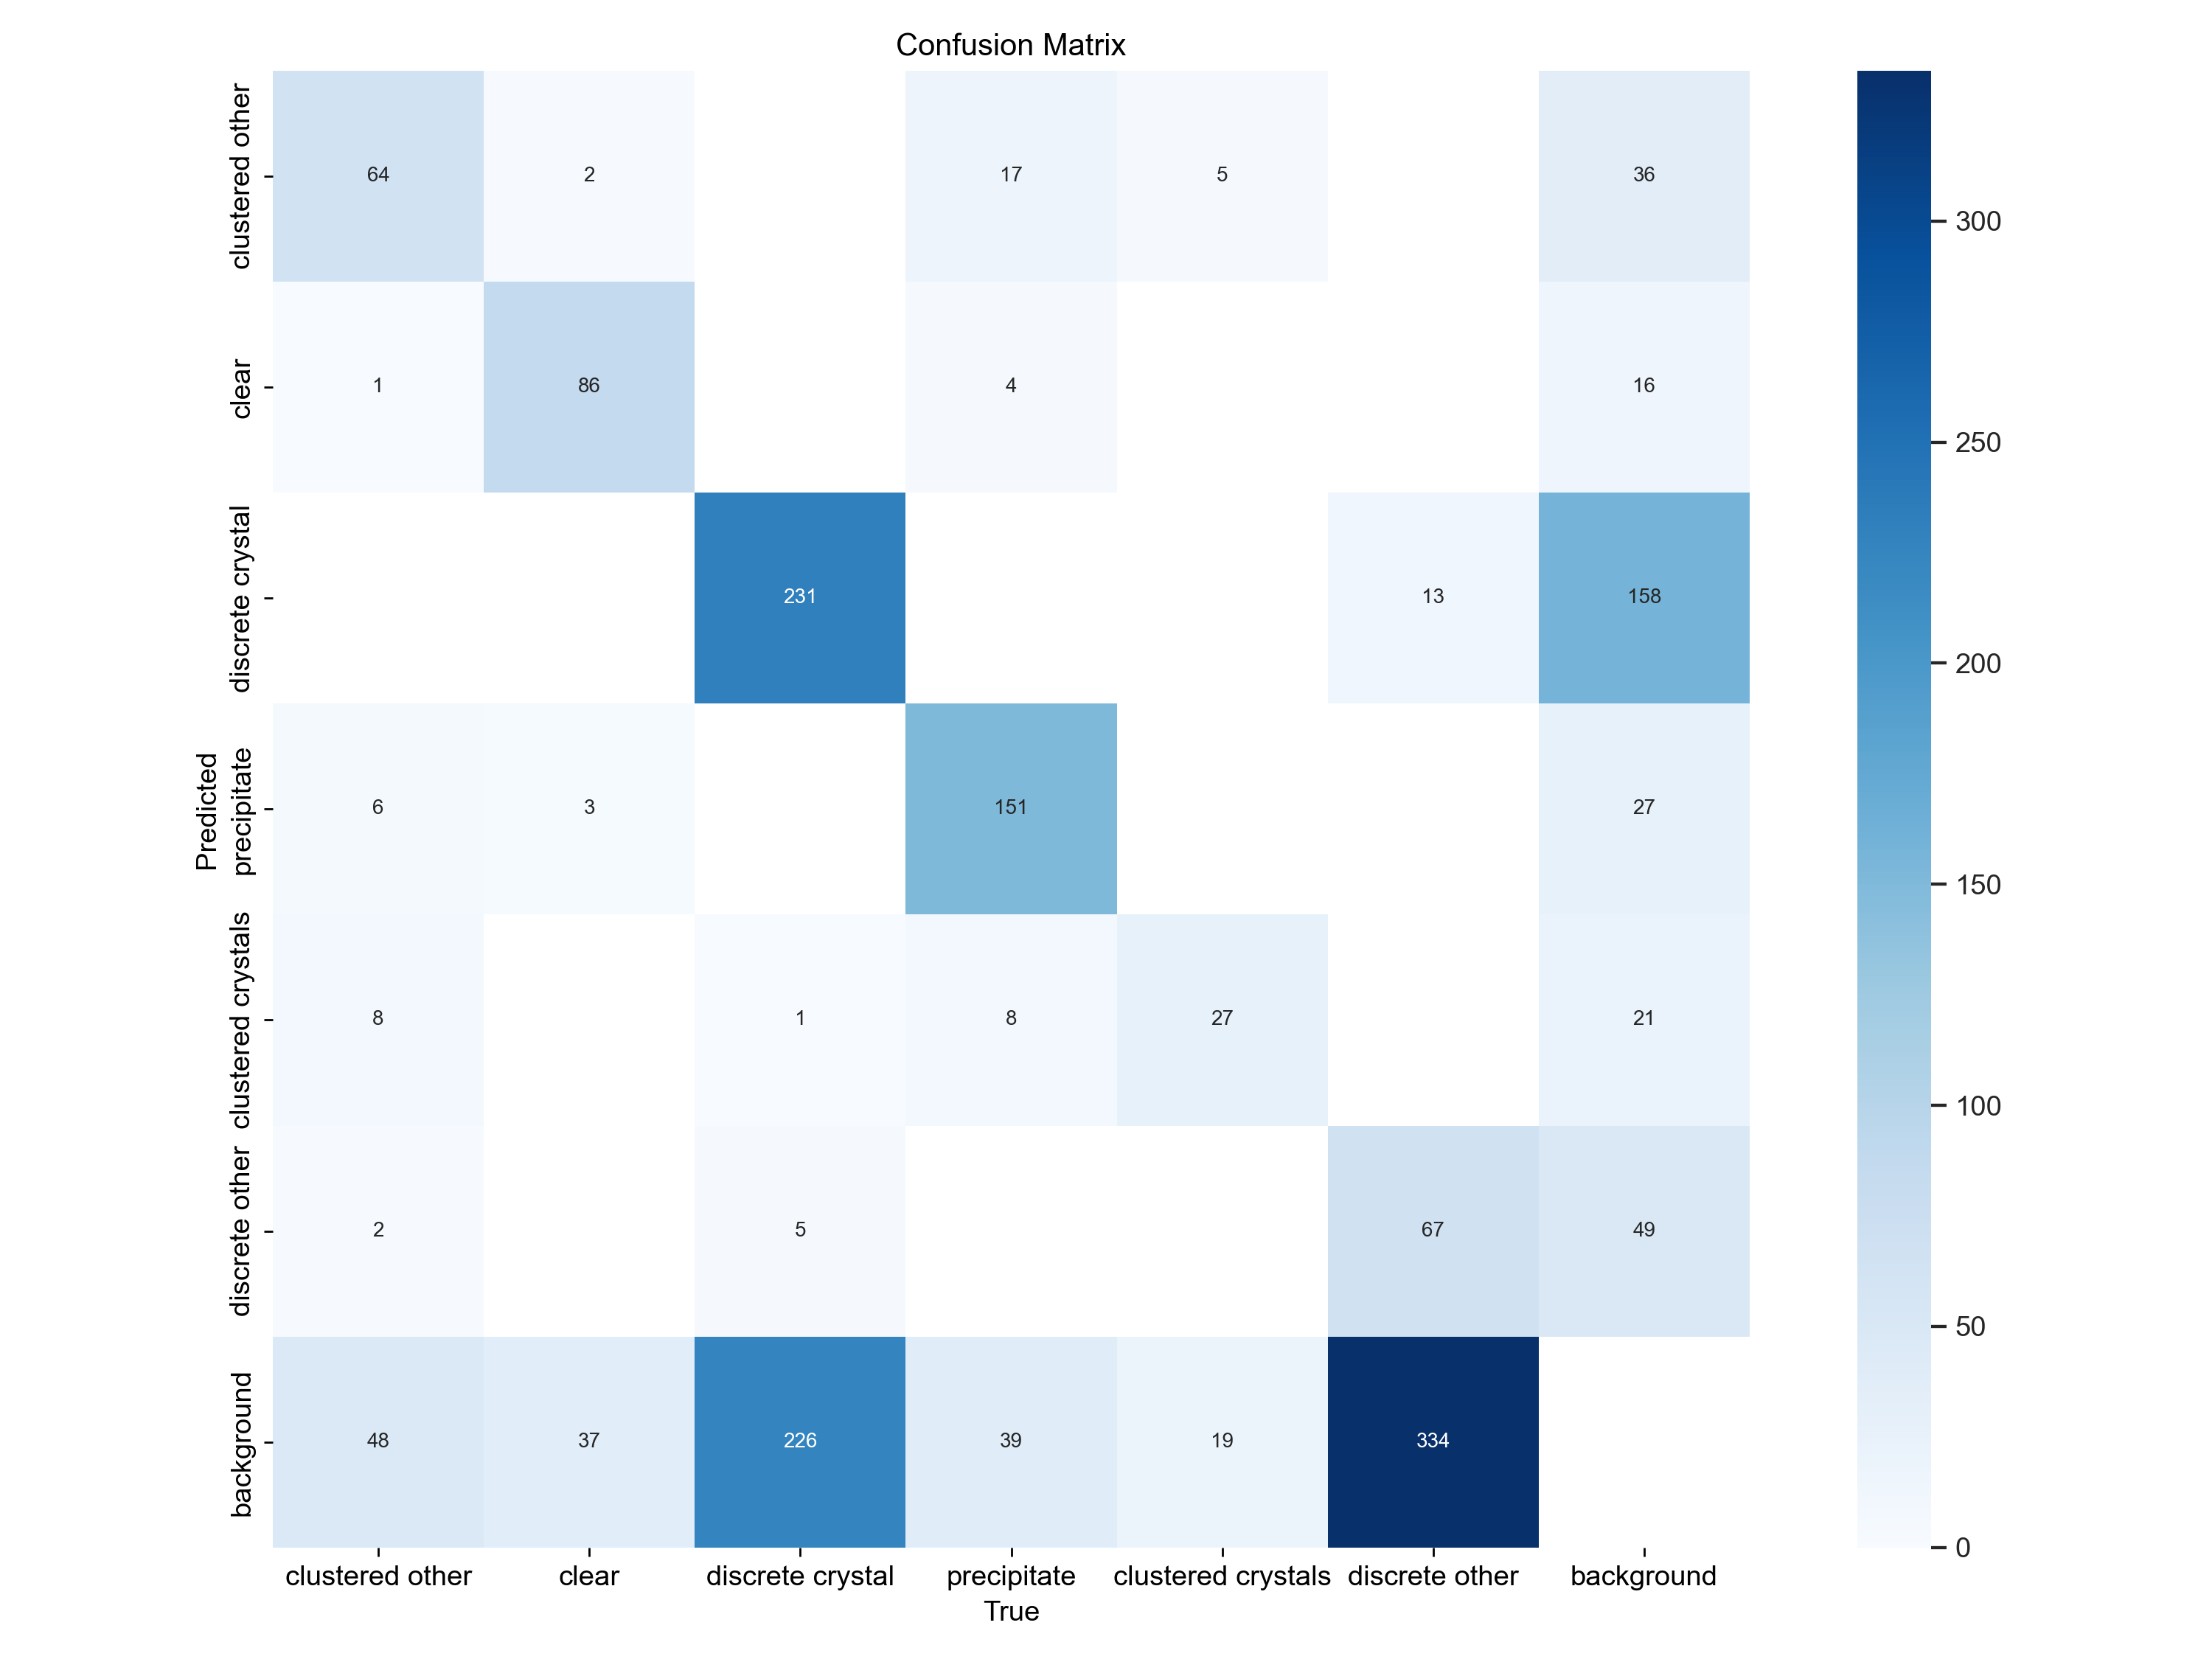 Confusion Matrix
Predicted
clustered other
64 2 17 5 36
clear
1 86 4 16
discrete crystal
231 13 158
precipitate
6 3 151 27
clustered crystals
8 1 8 27 21
discrete other
2 5 67 49
background
48 37 226 39 19 334
clustered other clear discrete crystal precipitate clustered crystals discrete other background
True
300
250
200
150
100
50
0